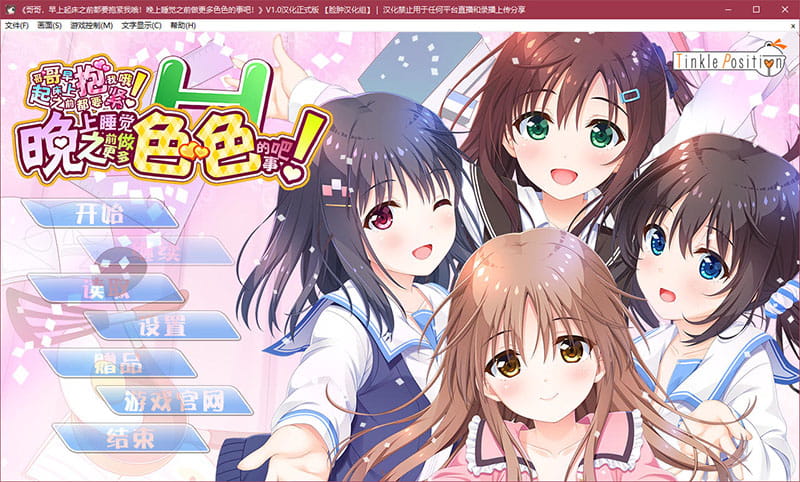 《哥哥，早上起床之前都要抱紧我哦！晚上睡觉之前做更多色色的事吧！》V1.0汉化正式版 【脸肿汉化组】 | 汉化禁止用于任何平台直播和录播上传分享
文件(F) 画面(S) 游戏控制(M) 文字显示(C) 帮助(H)
Tinkle Position
哥哥早上起床之前都要抱紧我哦！
晚上睡觉之前做更多色色的事吧！
开始
继续
读取
设置
赠品
游戏官网
结束